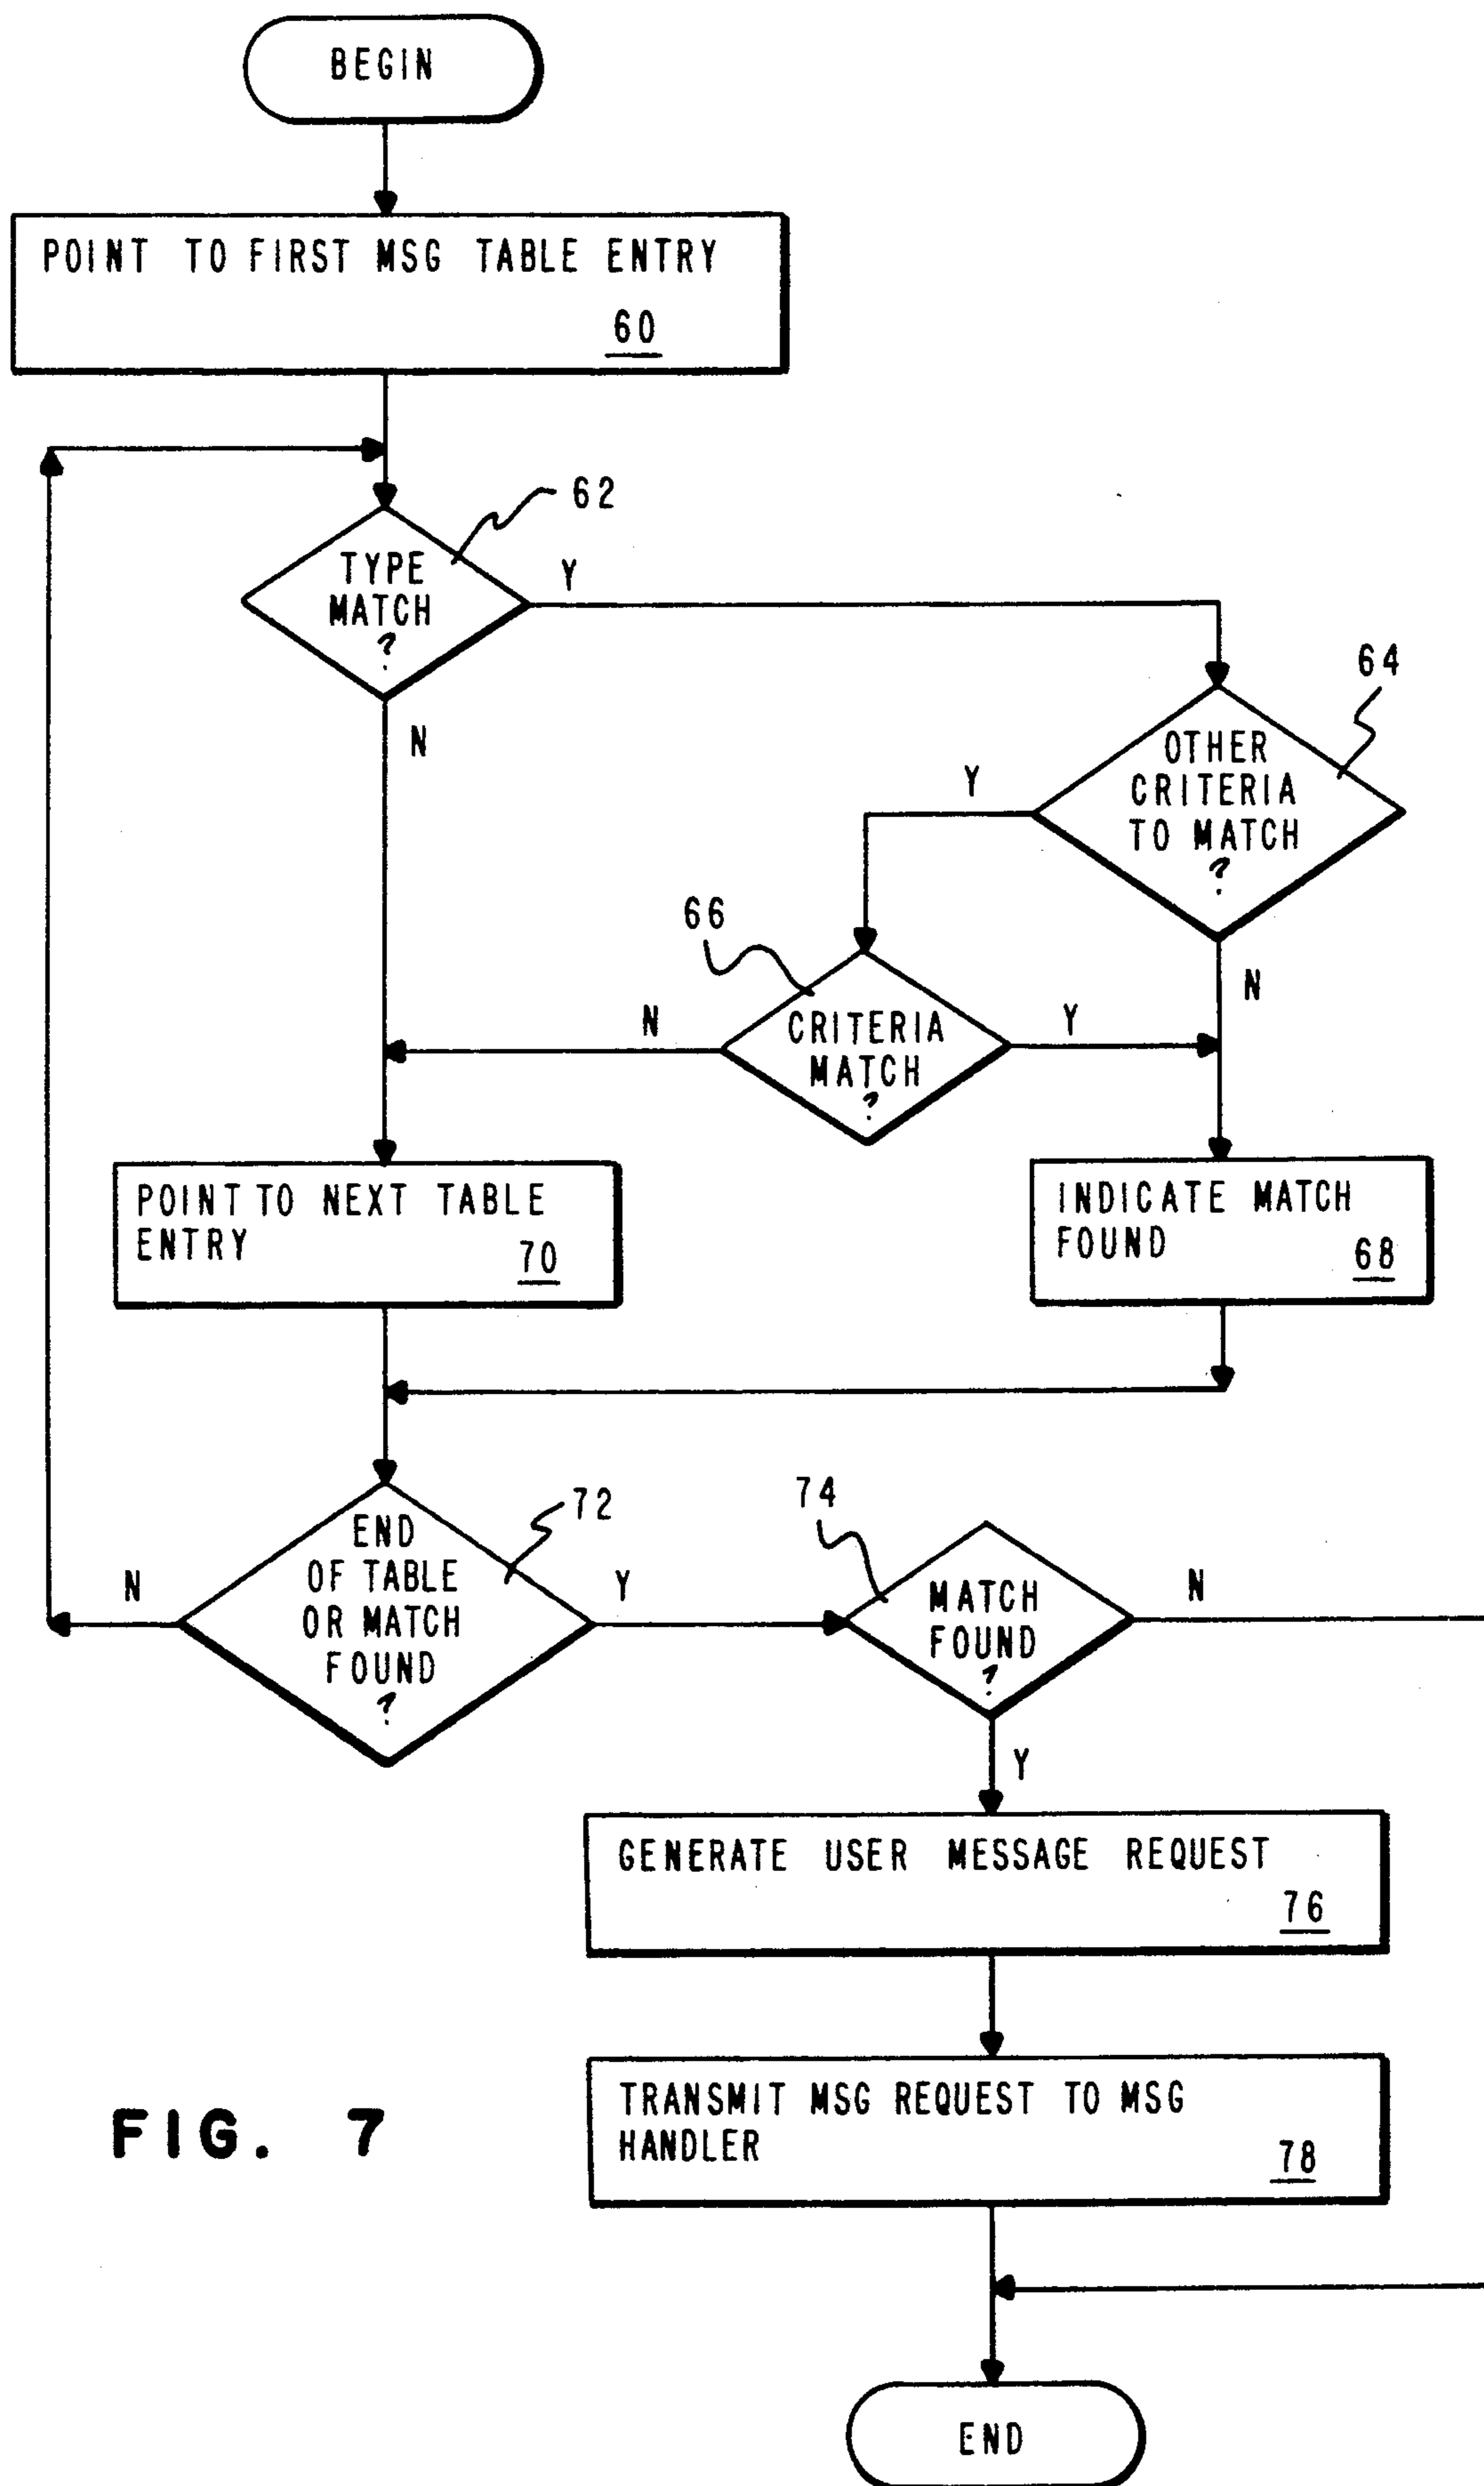 BEGIN
POINT TO FIRST MSG TABLE ENTRY
60
62
TYPE
MATCH
?
Y
N
64
OTHER
CRITERIA
TO MATCH
?
Y
N
66
CRITERIA
MATCH
?
N
Y
POINT TO NEXT TABLE
ENTRY
70
INDICATE MATCH
FOUND
68
72
END
OF TABLE
OR MATCH
FOUND
?
N
Y
74
MATCH
FOUND
?
N
Y
GENERATE USER MESSAGE REQUEST
76
TRANSMIT MSG REQUEST TO MSG
HANDLER
78
FIG. 7
END